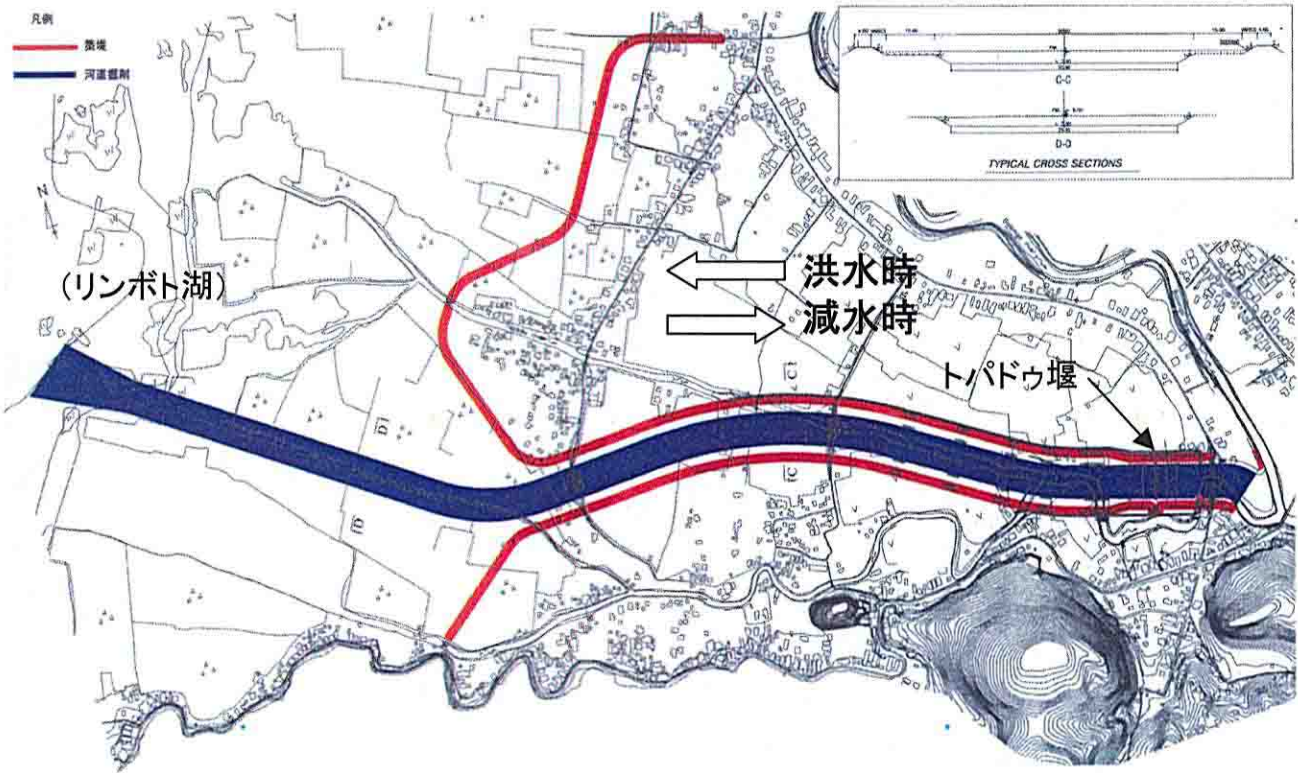 凡例
築堤
河道掘削
C-C
D-D
TYPICAL CROSS SECTIONS
N
(リンボト湖)
洪水時
減水時
トパドゥ堰
C
D
C
D